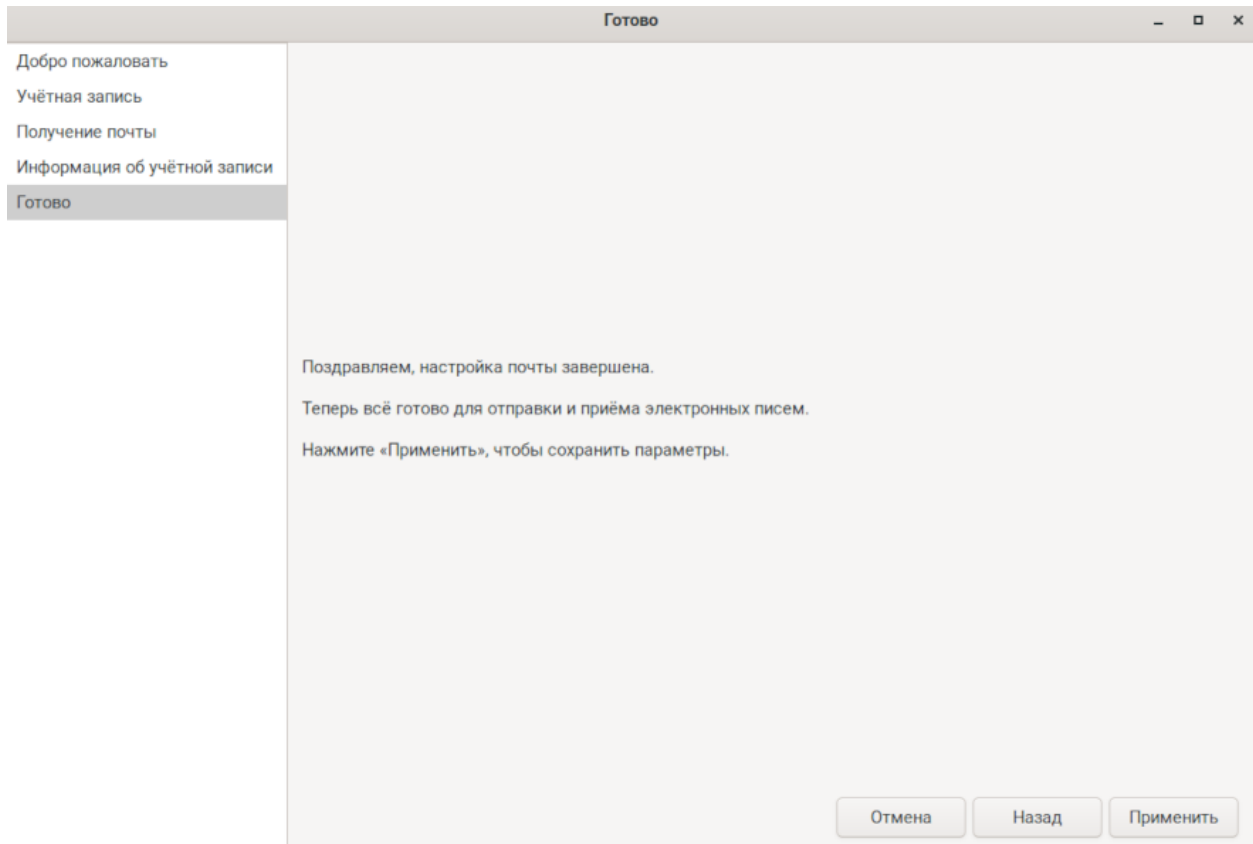 Готово
Добро пожаловать
Учётная запись
Получение почты
Информация об учётной записи
Готово
Поздравляем, настройка почты завершена.
Теперь всё готово для отправки и приёма электронных писем.
Нажмите «Применить», чтобы сохранить параметры.
Отмена
Назад
Применить